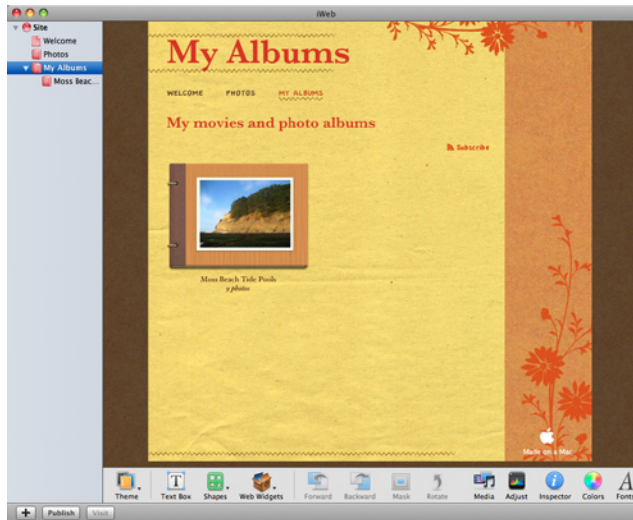 iWeb
Site
Welcome
Photos
My Albums
Moss Beac...
My Albums
WELCOME PHOTOS MY ALBUMS
My movies and photo albums
Subscribe
Moss Beach Tide Pools
9 photos
Made on a Mac
Theme Text Box Shapes Web Widgets Forward Backward Mask Rotate Media Adjust Inspector Colors Fonts
Publish Visit